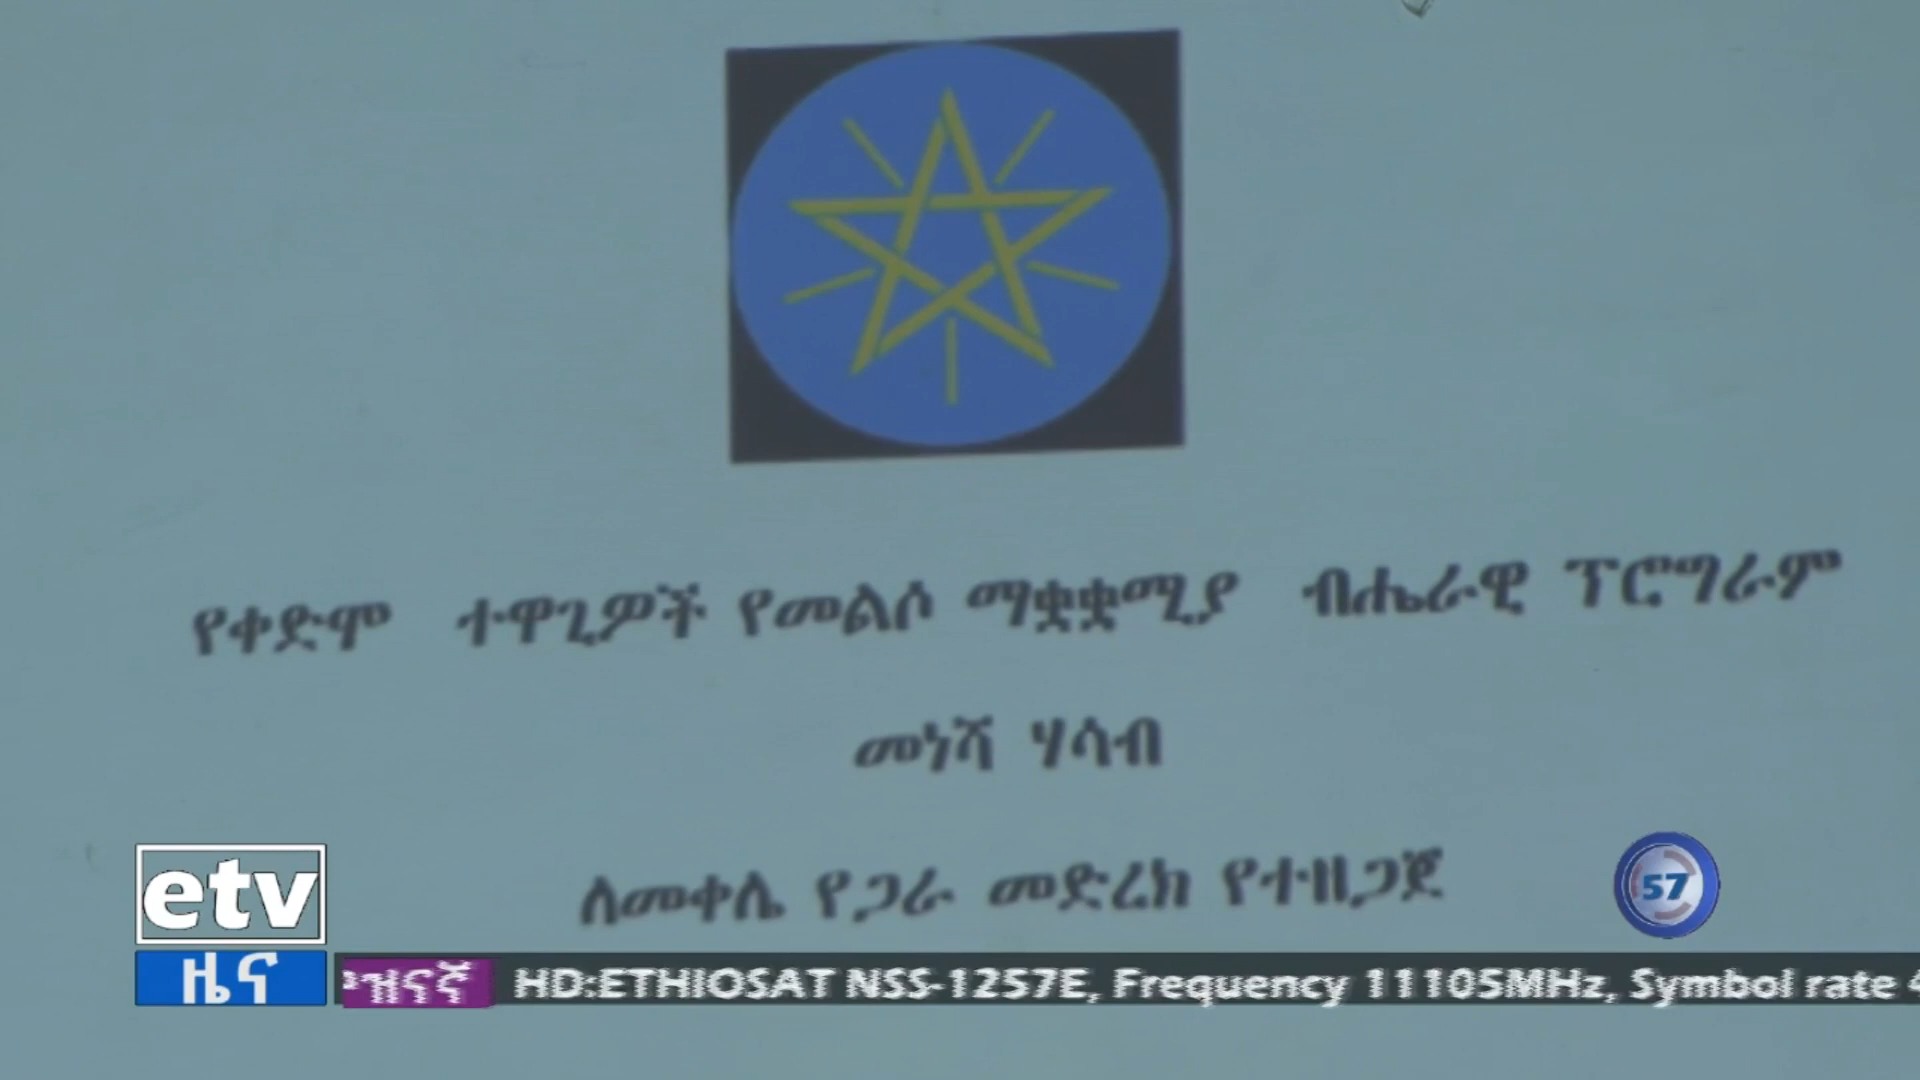 የቀድሞ ተዋጊዎች የመልሶ ማቋቋሚያ ብሔራዊ ፕሮግራም
መነሻ ሃሳብ
ለመቀሌ የጋራ መድረክ የተዘጋጀ
etv
57
ዜና
HD:ETHIOSAT NSS-1257E, Frequency 11105MHz, Symbol rate